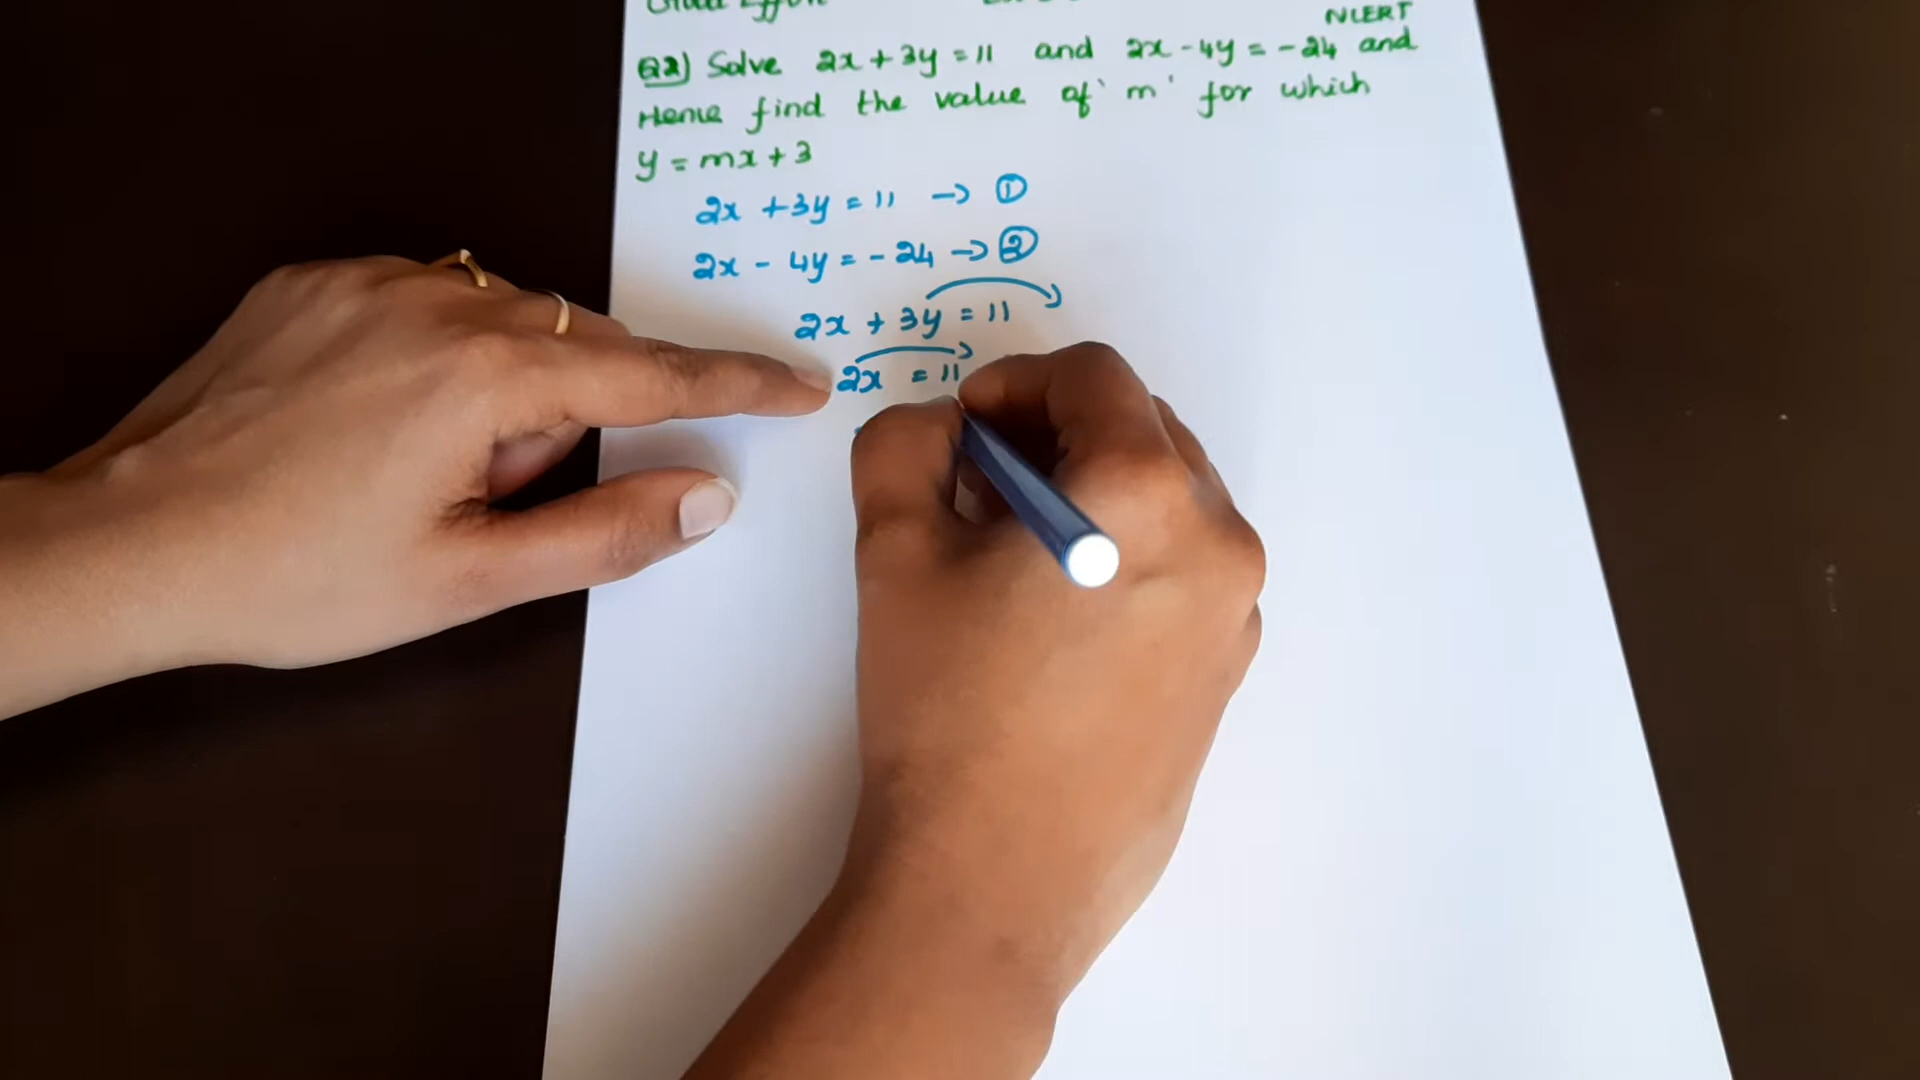 NCERT
Q2) Solve 2x + 3y = 11 and 2x - 4y = - 24 and
Hence find the value of 'm' for which
y = mx + 3
2x + 3y = 11 → ①
2x - 4y = - 24 → ②
2x + 3y = 11
2x = 11